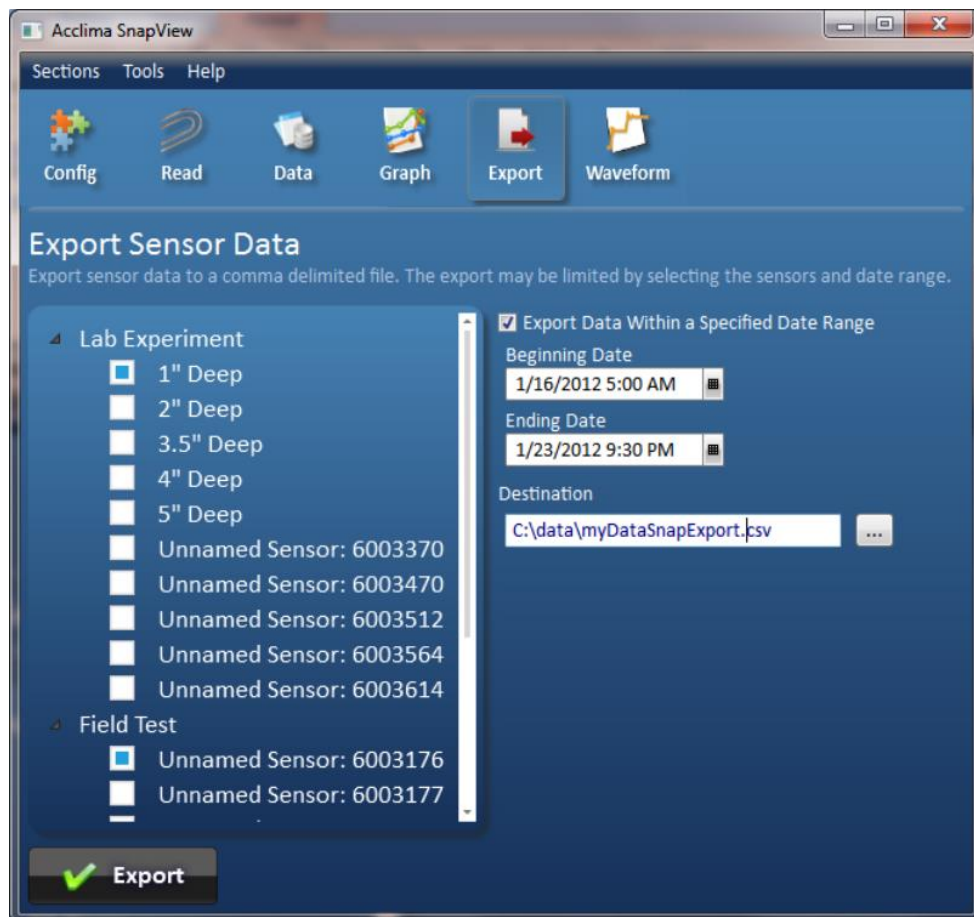 Acclima SnapView
Sections Tools Help
Config Read Data Graph Export Waveform
Export Sensor Data
Export sensor data to a comma delimited file. The export may be limited by selecting the sensors and date range.
Lab Experiment
1" Deep
2" Deep
3.5" Deep
4" Deep
5" Deep
Unnamed Sensor: 6003370
Unnamed Sensor: 6003470
Unnamed Sensor: 6003512
Unnamed Sensor: 6003564
Unnamed Sensor: 6003614
Field Test
Unnamed Sensor: 6003176
Unnamed Sensor: 6003177
Export Data Within a Specified Date Range
Beginning Date
1/16/2012 5:00 AM
Ending Date
1/23/2012 9:30 PM
Destination
C:\data\myDataSnapExport.csv
...
Export